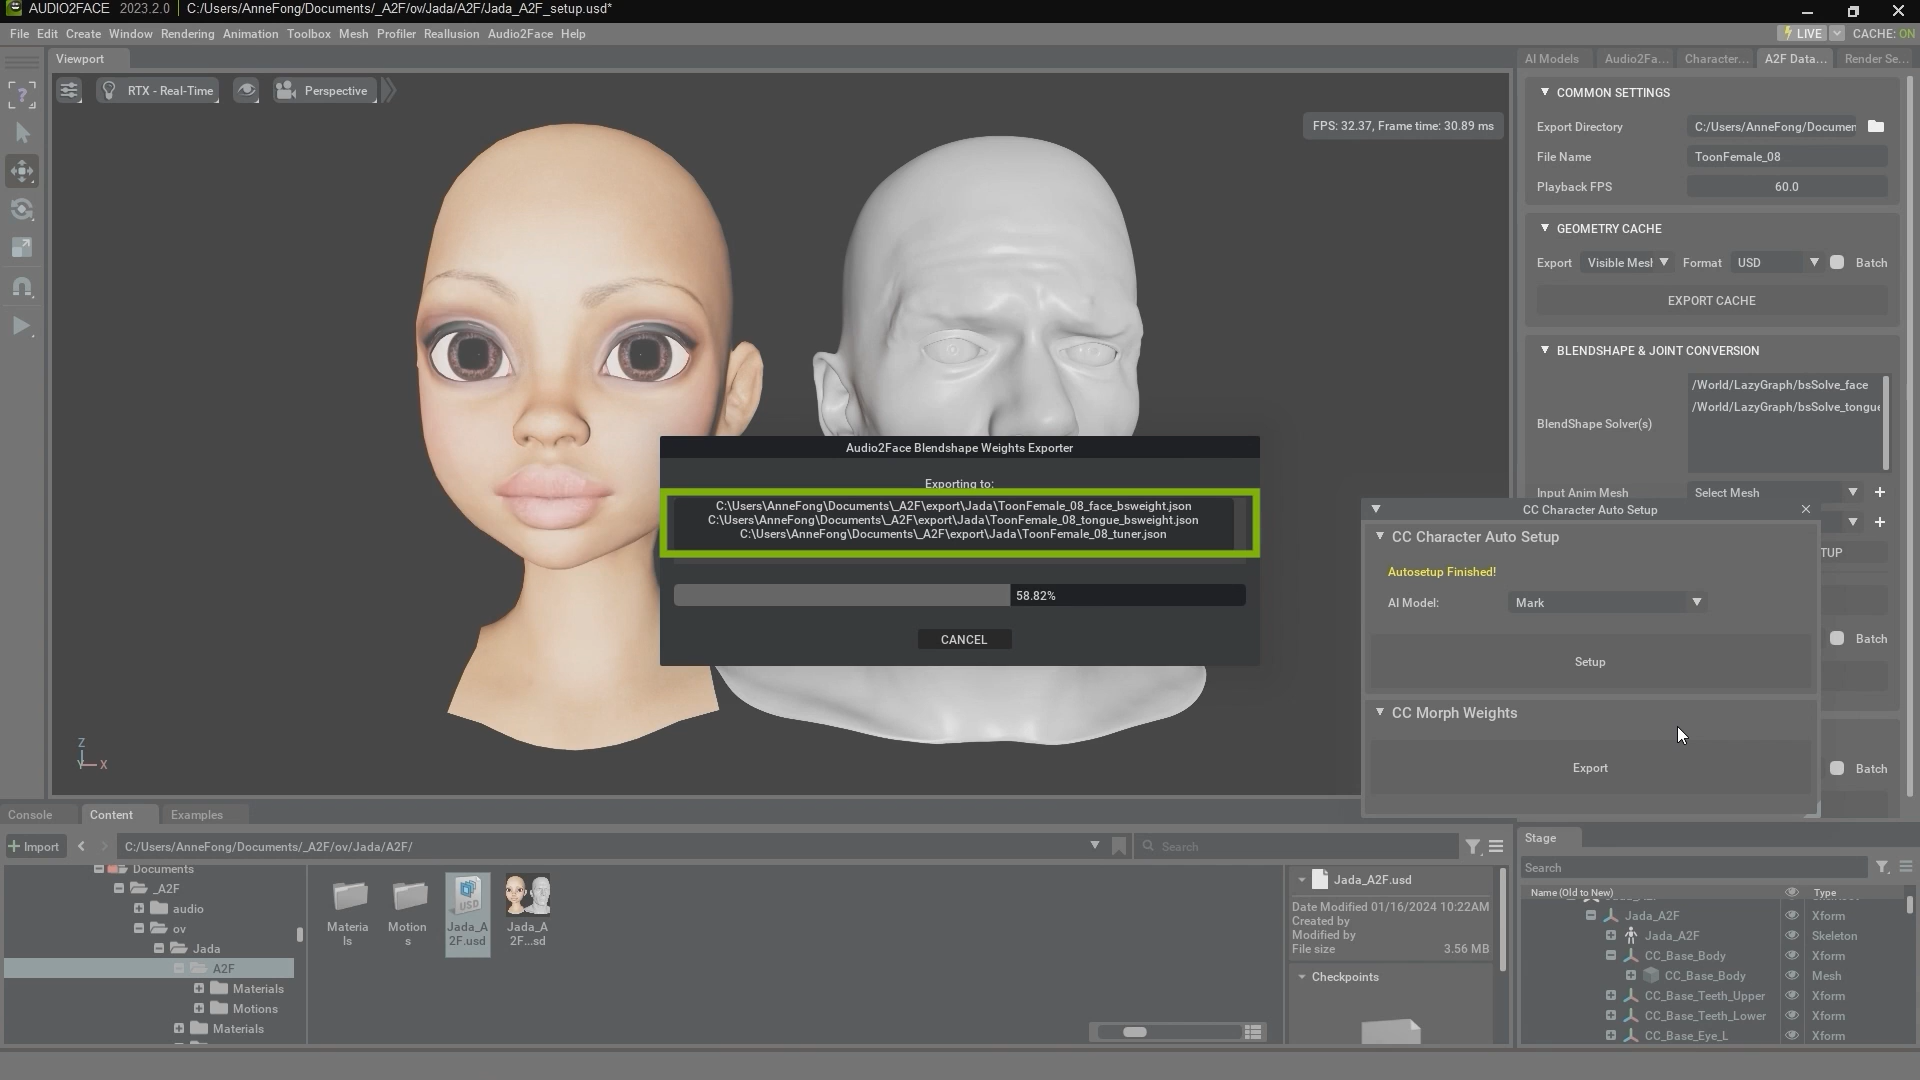 AUDIO2FACE 2023.2.0 C:/Users/AnneFong/Documents/_A2F/ov/Jada/A2F/Jada_A2F_setup.usd*
File Edit Create Window Rendering Animation Toolbox Mesh Profiler Reallusion Audio2Face Help
LIVE CACHE: ON
Viewport
RTX - Real-Time
Perspective
FPS: 32.37, Frame time: 30.89 ms
AI Models Audio2Fa... Character... A2F Data... Render Se...
COMMON SETTINGS
Export Directory C:/Users/AnneFong/Documen
File Name ToonFemale_08
Playback FPS 60.0
GEOMETRY CACHE
Export Visible Mesl Format USD Batch
EXPORT CACHE
BLENDSHAPE & JOINT CONVERSION
/World/LazyGraph/bsSolve_face
/World/LazyGraph/bsSolve_tongue
BlendShape Solver(s)
Input Anim Mesh Select Mesh
TUP
Batch
Batch
Audio2Face Blendshape Weights Exporter
Exporting to:
C:\Users\AnneFong\Documents\_A2F\export\Jada\ToonFemale_08_face_bsweight.json
C:\Users\AnneFong\Documents\_A2F\export\Jada\ToonFemale_08_tongue_bsweight.json
C:\Users\AnneFong\Documents\_A2F\export\Jada\ToonFemale_08_tuner.json
58.82%
CANCEL
CC Character Auto Setup
CC Character Auto Setup
Autosetup Finished!
AI Model: Mark
Setup
CC Morph Weights
Export
Z
Y X
Console Content Examples
Import C:/Users/AnneFong/Documents/_A2F/ov/Jada/A2F/ Search
Documents
_A2F
audio
ov
Jada
A2F
Materials
Motions
Materials
Materia
ls
Motion
s
USD
Jada_A
2F.usd
Jada_A
2F...sd
Jada_A2F.usd
Date Modified 01/16/2024 10:22AM
Created by
Modified by
File size 3.56 MB
Checkpoints
Stage
Search
Name (Old to New) Type
Jada_A2F Xform
Jada_A2F Skeleton
CC_Base_Body Xform
CC_Base_Body Mesh
CC_Base_Teeth_Upper Xform
CC_Base_Teeth_Lower Xform
CC_Base_Eye_L Xform